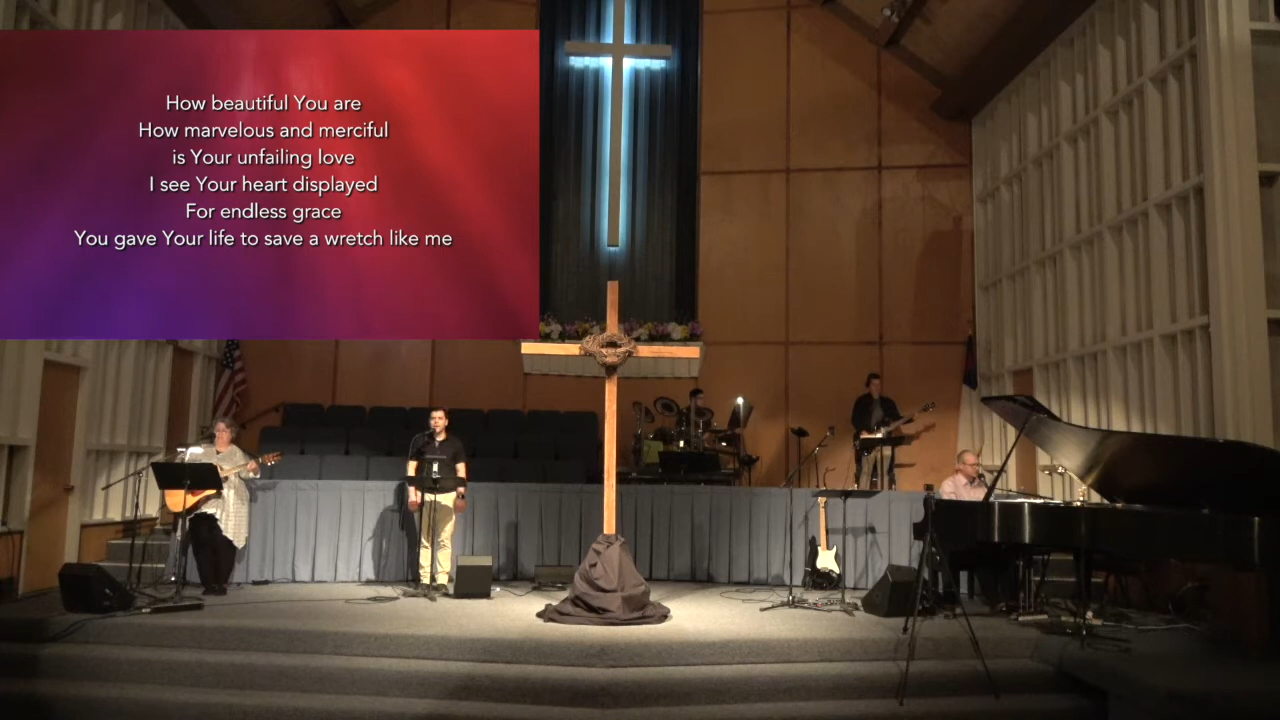 How beautiful You are
How marvelous and merciful
is Your unfailing love
I see Your heart displayed
For endless grace
You gave Your life to save a wretch like me